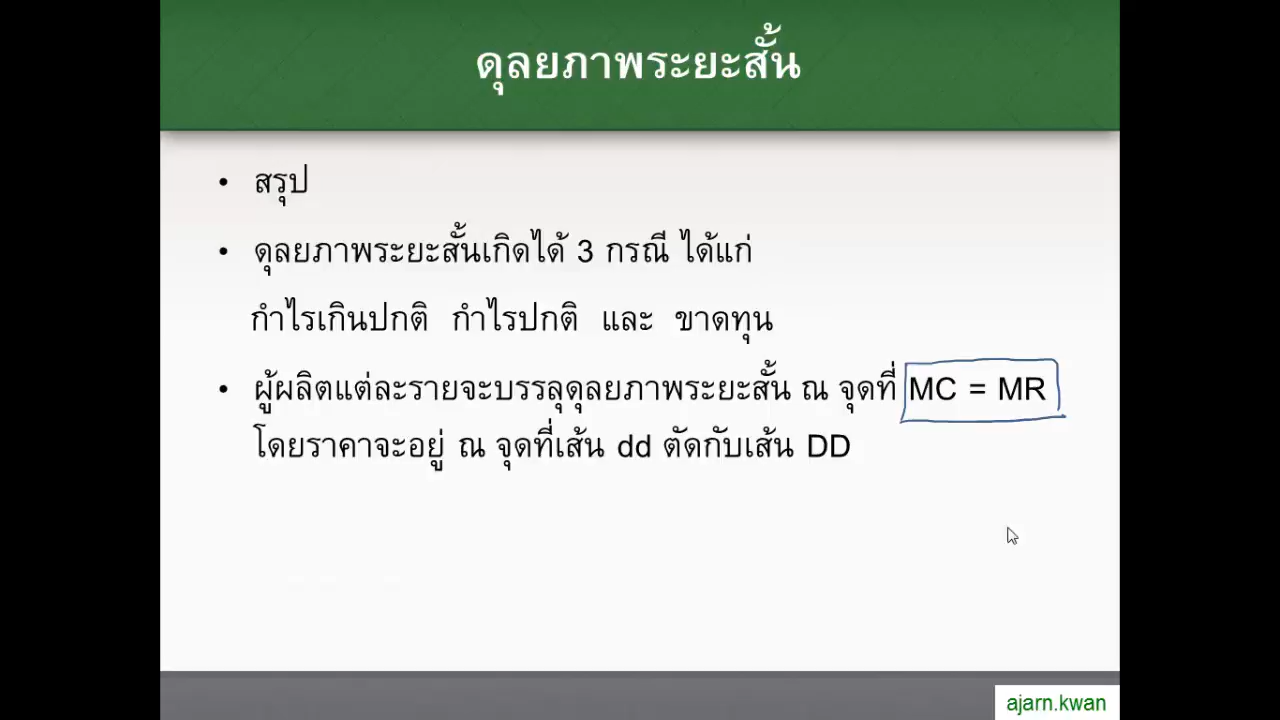 ดุลยภาพระยะสั้น
• สรุป
• ดุลยภาพระยะสั้นเกิดได้ 3 กรณี ได้แก่
กำไรเกินปกติ กำไรปกติ และ ขาดทุน
• ผู้ผลิตแต่ละรายจะบรรลุดุลยภาพระยะสั้น ณ จุดที่ MC = MR
โดยราคาจะอยู่ ณ จุดที่เส้น dd ตัดกับเส้น DD
ajarn.kwan